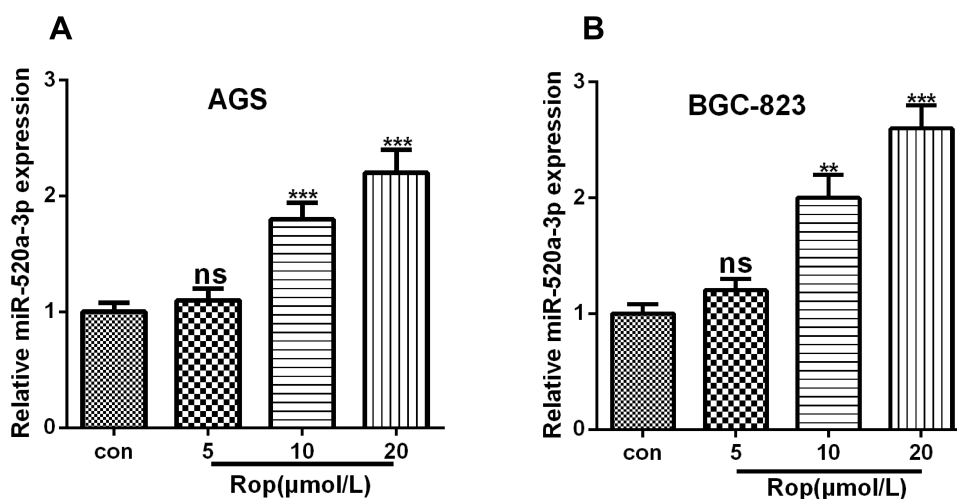 A
Relative miR-520a-3p expression
AGS
3
2
1
0
ns
***
***
con 5 10 20
Rop(μmol/L)
B
Relative miR-520a-3p expression
BGC-823
3
2
1
0
ns
**
***
con 5 10 20
Rop(μmol/L)